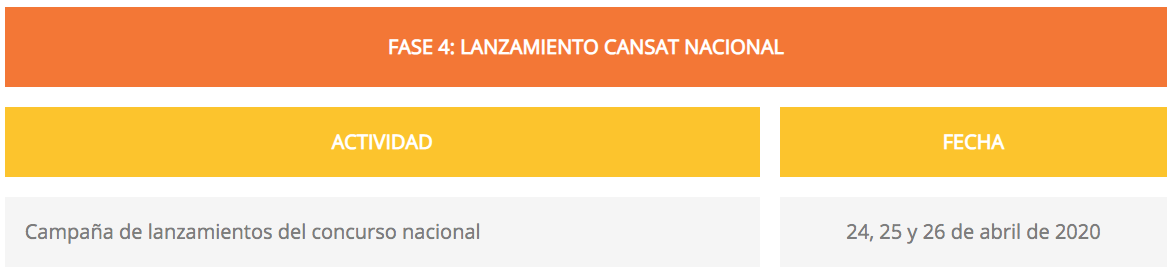 FASE 4: LANZAMIENTO CANSAT NACIONAL
ACTIVIDAD
FECHA
Campaña de lanzamientos del concurso nacional
24, 25 y 26 de abril de 2020